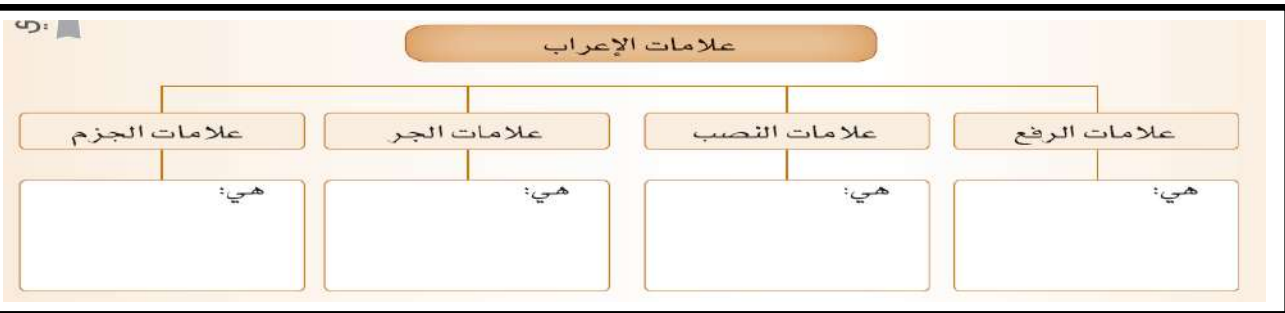 علامات الإعراب
علامات الرفع
علامات النصب
علامات الجر
علامات الجزم
هي:
هي:
هي:
هي: